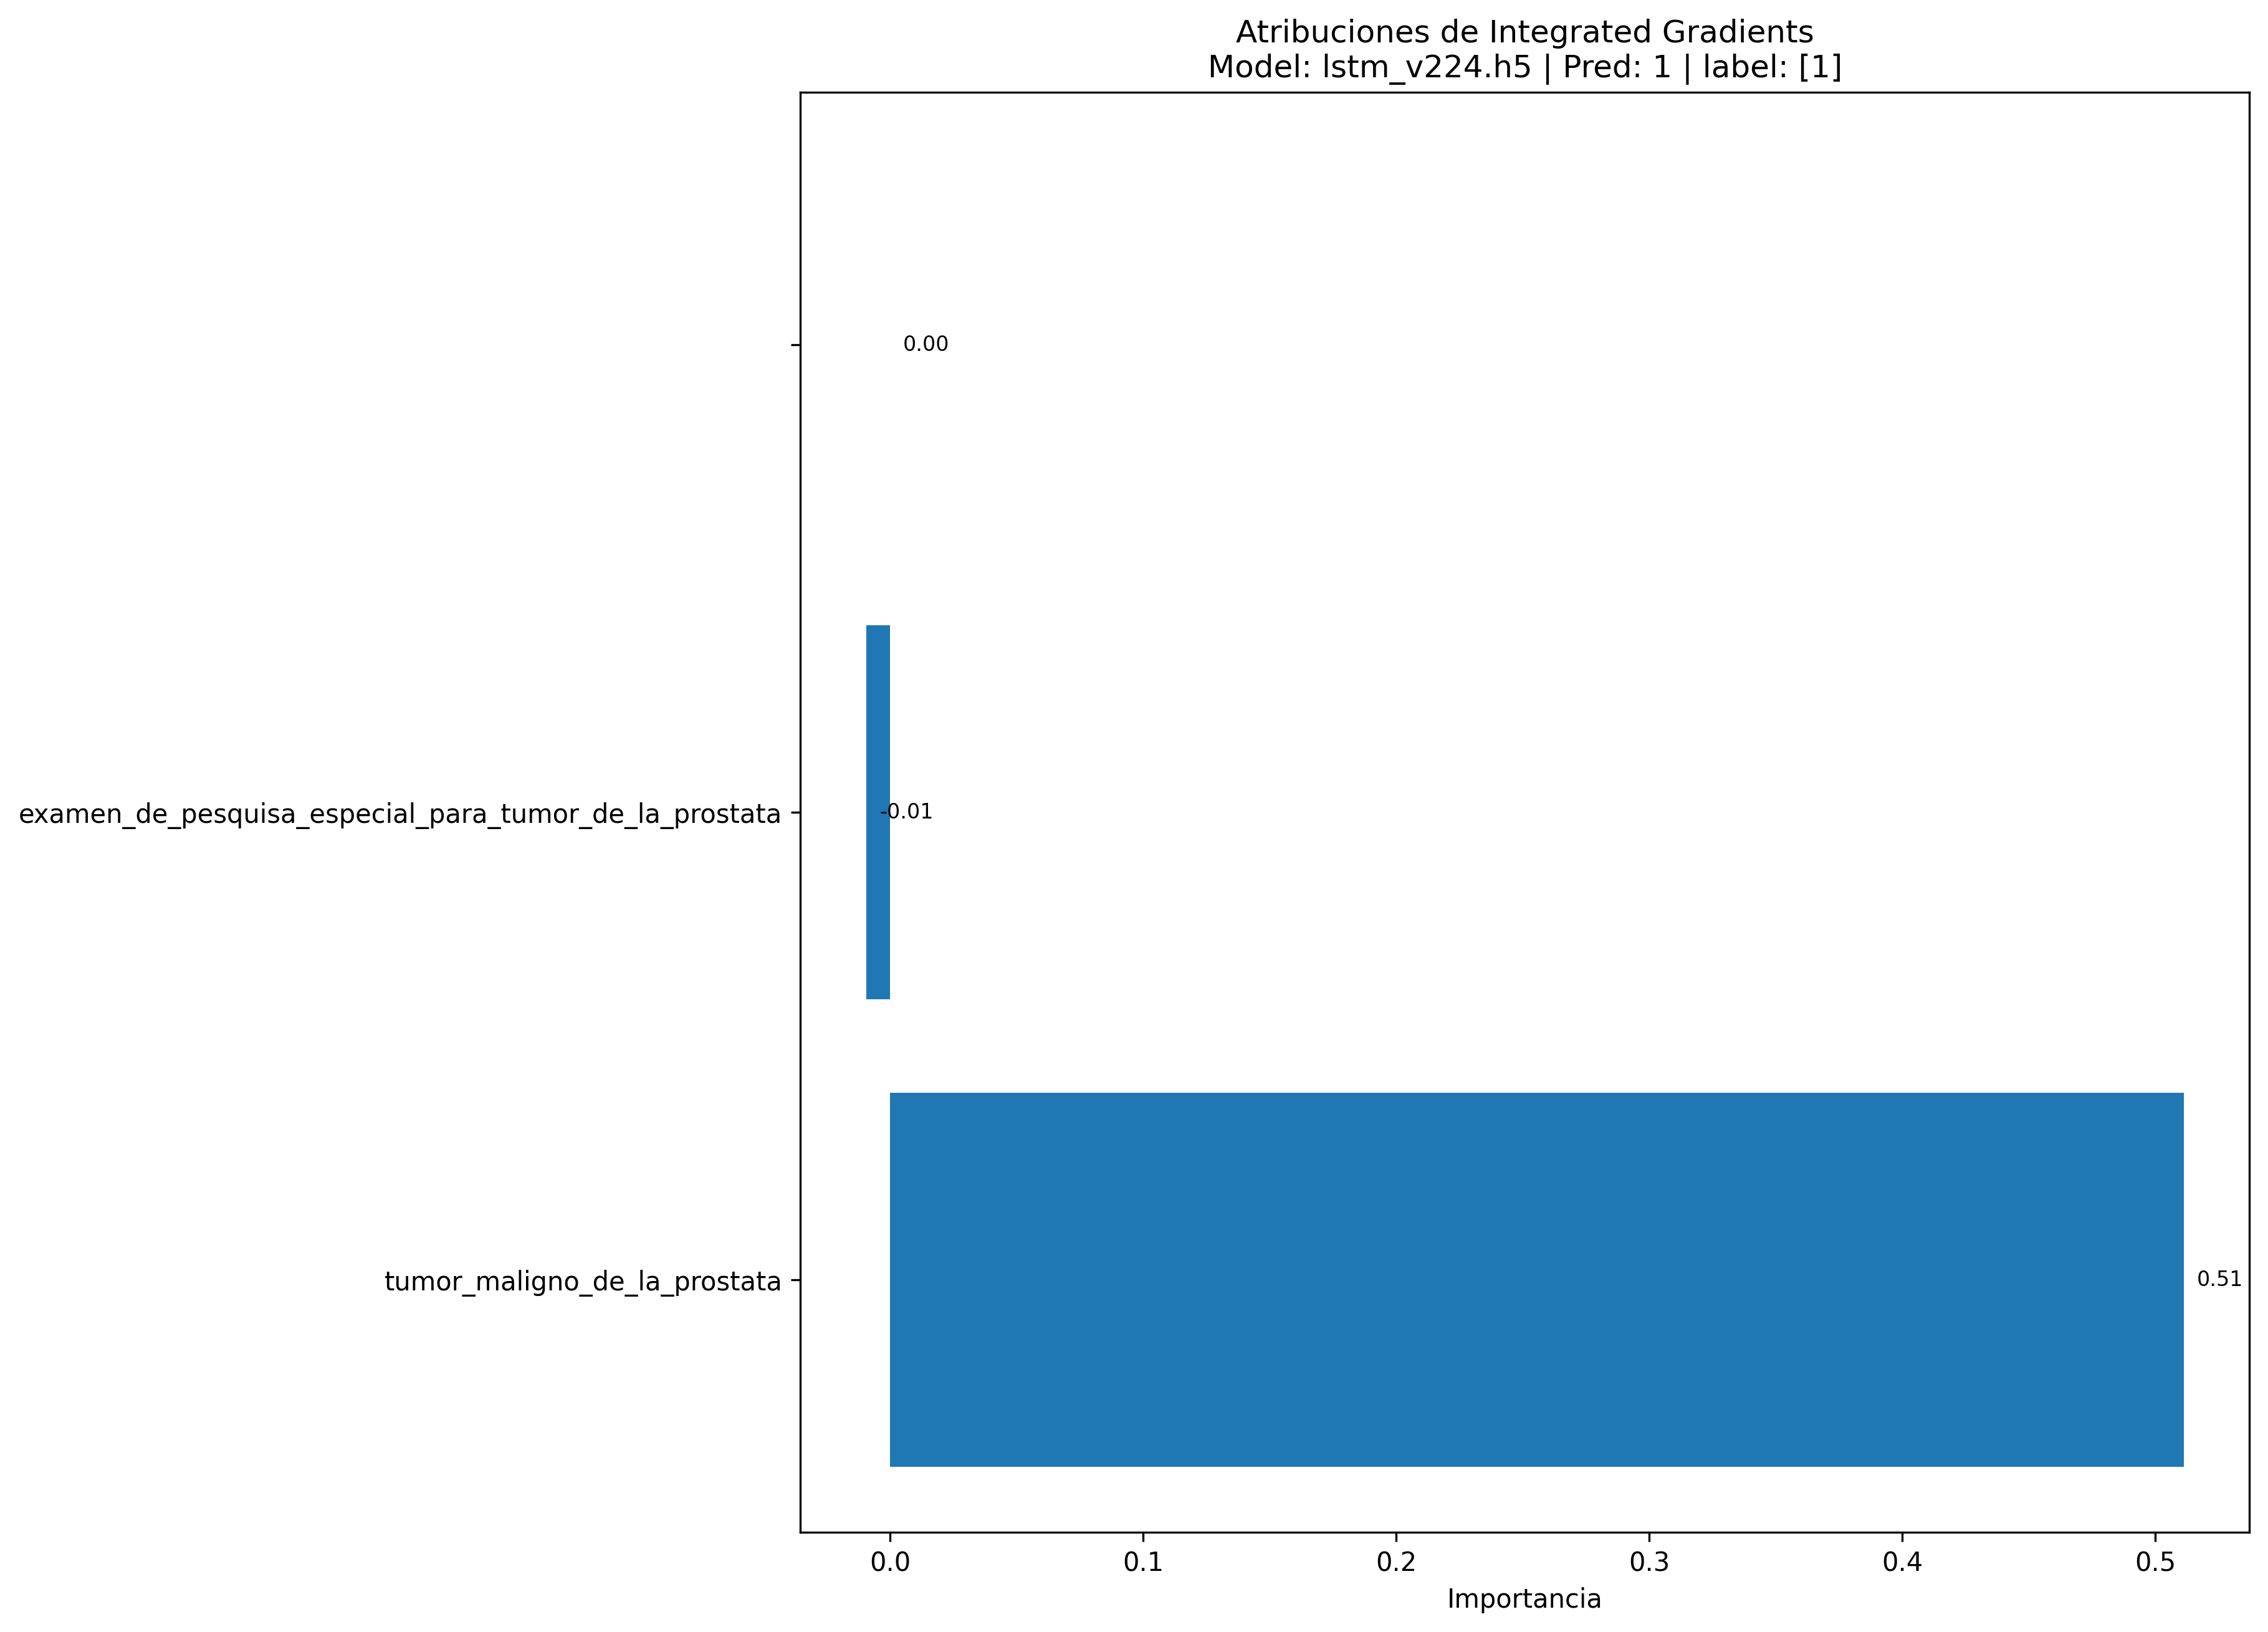 Atribuciones de Integrated Gradients
Model: lstm_v224.h5 | Pred: 1 | label: [1]
0.00
examen_de_pesquisa_especial_para_tumor_de_la_prostata
-0.01
tumor_maligno_de_la_prostata
0.51
0.0 0.1 0.2 0.3 0.4 0.5
Importancia